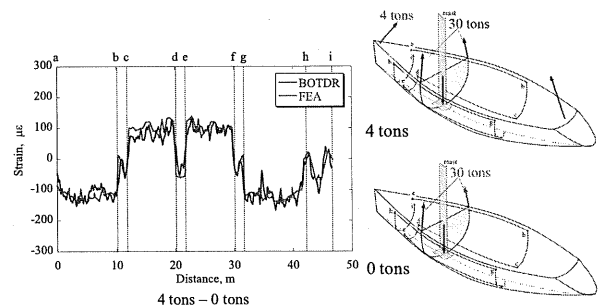 a b c d e f g h i
300
200
100
0
-100
-200
-300
Strain, με
BOTDR
FEA
0 10 20 30 40 50
Distance, m
4 tons – 0 tons
4 tons
mast
30 tons
4 tons
mast
30 tons
0 tons